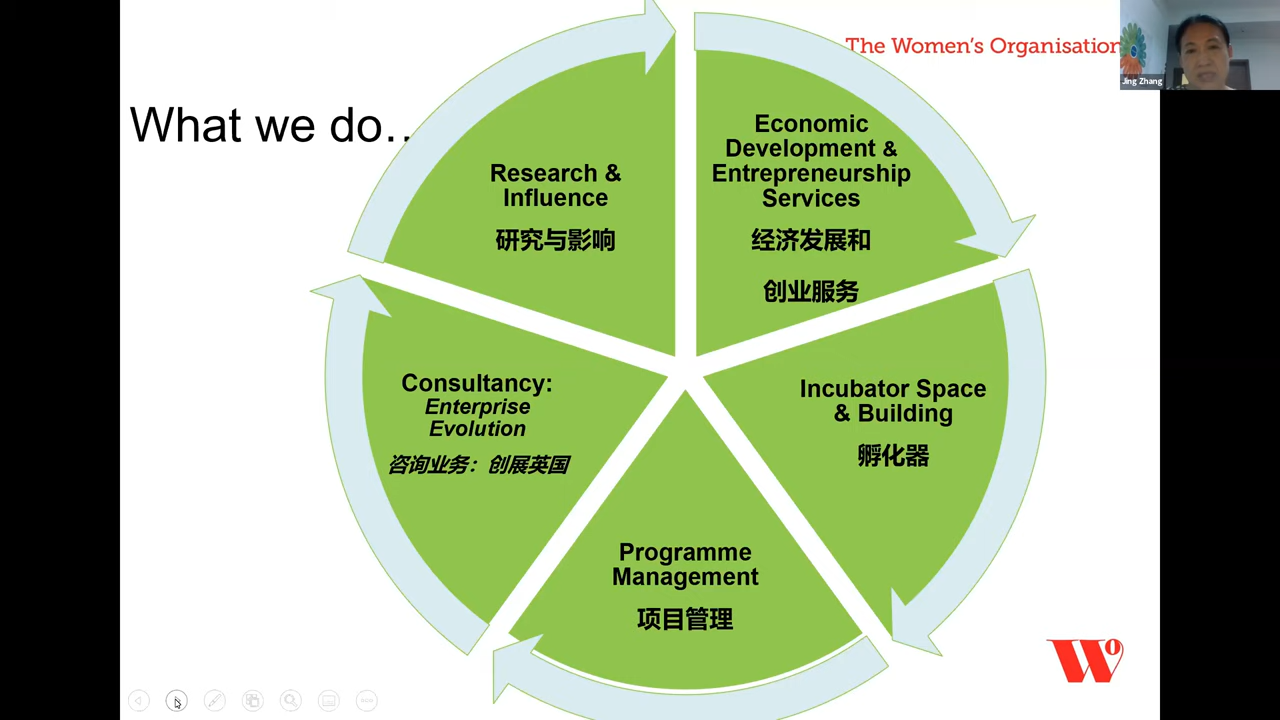 The Women's Organisation
Jing Zhang
What we do…
Economic
Development &
Entrepreneurship
Services
经济发展和
创业服务
Incubator Space
& Building
孵化器
Programme
Management
项目管理
Consultancy:
Enterprise
Evolution
咨询业务：创展英国
Research &
Influence
研究与影响
WO